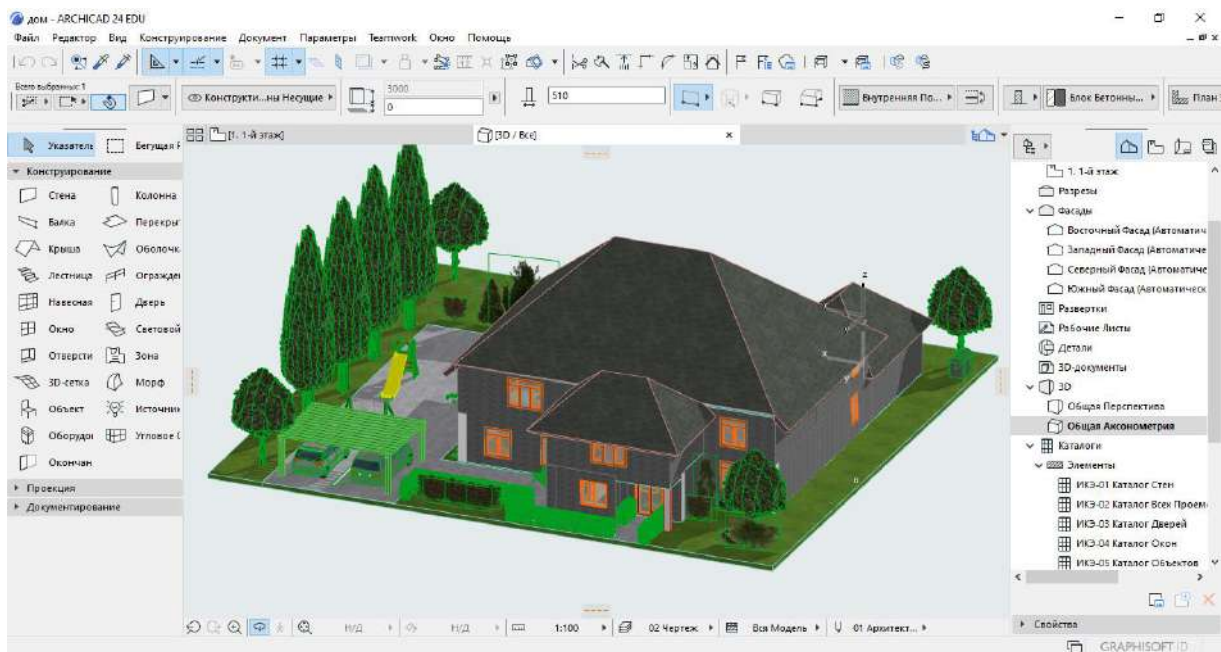 дом - ARCHICAD 24 EDU
Файл Редактор Вид Конструирование Документ Параметры Teamwork Окно Помощь
Всего выбранных: 1
Конструкти...ны Несущие
3000
0
510
Внутренняя По...
Блок Бетонны...
План
[1. 1-й этаж]
[3D / Все]
Указатель
Бегущая Р
Конструирование
Стена Колонна
Балка Перекры
Крыша Оболочк
Лестница Огражден
Навесная Дверь
Окно Световой
Отверсти Зона
3D-сетка Морф
Объект Источник
Оборудо Угловое О
Окончан
Проекция
Документирование
z
x
y
1. 1-й этаж
Разрезы
Фасады
Восточный Фасад (Автоматич
Западный Фасад (Автоматиче
Северный Фасад (Автоматиче
Южный Фасад (Автоматическ
Развертки
Рабочие Листы
Детали
3D-документы
3D
Общая Перспектива
Общая Аксонометрия
Каталоги
Элементы
ИКЭ-01 Каталог Стен
ИКЭ-02 Каталог Всех Проем
ИКЭ-03 Каталог Дверей
ИКЭ-04 Каталог Окон
ИКЭ-05 Каталог Объектов
Свойства
Н/Д Н/Д 1:100 02 Чертеж Вся Модель 01 Архитект...
GRAPHISOFT ID